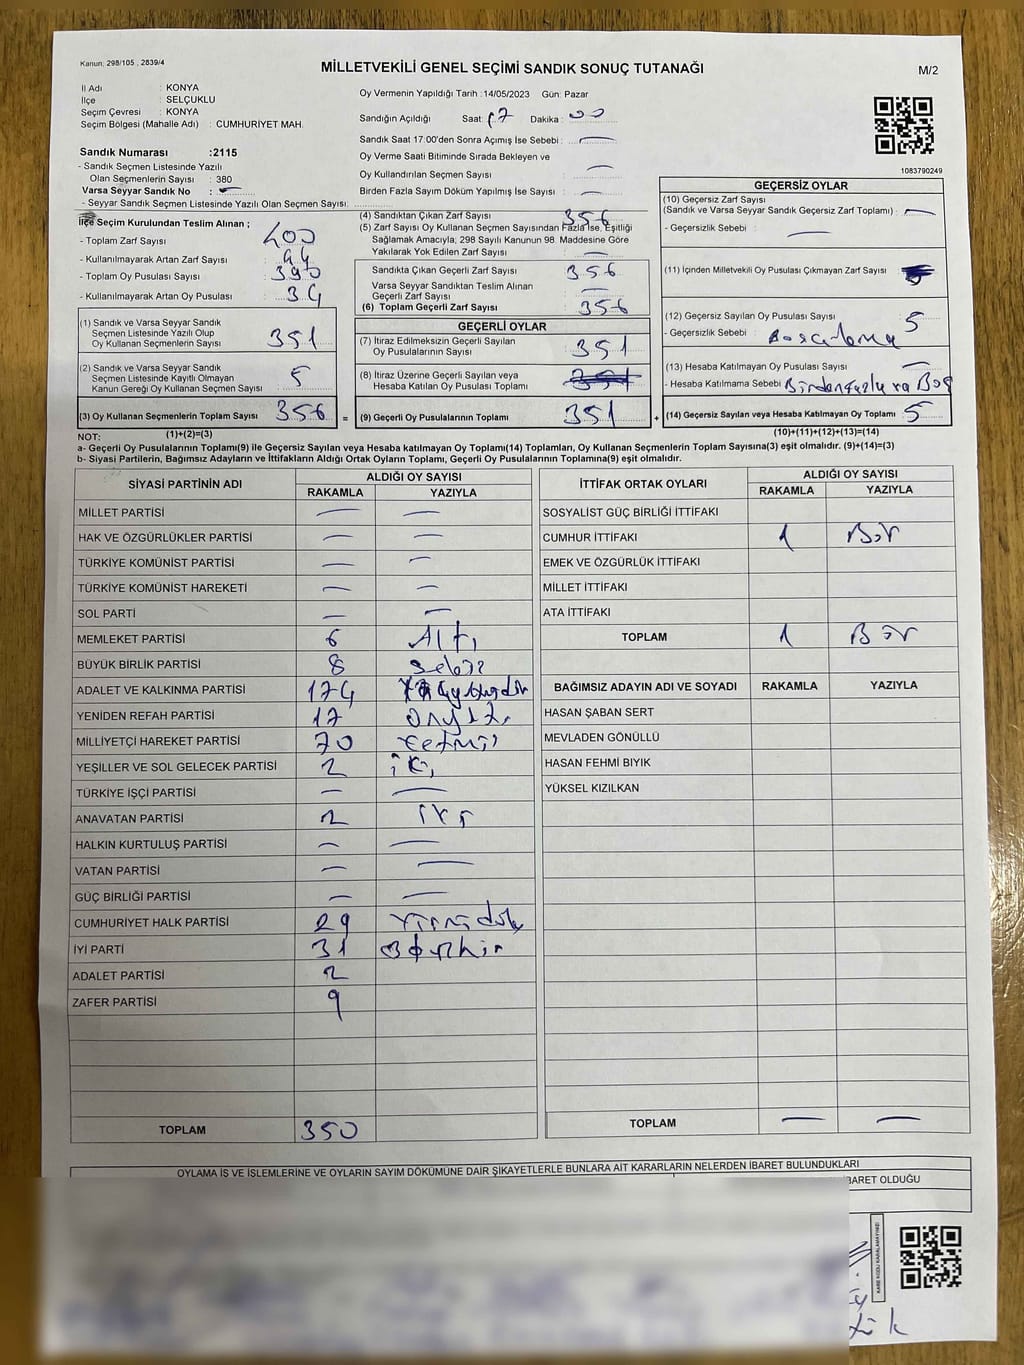 Kanun: 298/105 , 2839/4
MİLLETVEKİLİ GENEL SEÇİMİ SANDIK SONUÇ TUTANAĞI
M/2
İl Adı : KONYA
İlçe : SELÇUKLU
Seçim Çevresi : KONYA
Seçim Bölgesi (Mahalle Adı) : CUMHURİYET MAH.
Sandık Numarası :2115
- Sandık Seçmen Listesinde Yazılı
Olan Seçmenlerin Sayısı : 380
Varsa Seyyar Sandık No :
- Seyyar Sandık Seçmen Listesinde Yazılı Olan Seçmen Sayısı.
Oy Vermenin Yapıldığı Tarih :14/05/2023 Gün: Pazar
Sandığın Açıldığı Saat: 17 Dakika : 00
Sandık Saat 17:00'den Sonra Açımış İse Sebebi : —
Oy Verme Saati Bitiminde Sırada Bekleyen ve
Oy Kullandırılan Seçmen Sayısı —
Birden Fazla Sayım Döküm Yapılmış İse Sayısı : —
1083790249
İlçe Seçim Kurulundan Teslim Alınan ;
- Toplam Zarf Sayısı : 400
- Kullanılmayarak Artan Zarf Sayısı : 44
- Toplam Oy Pusulası Sayısı : 390
- Kullanılmayarak Artan Oy Pusulası : 34
(1) Sandık ve Varsa Seyyar Sandık
Seçmen Listesinde Yazılı Olup
Oy Kullanan Seçmenlerin Sayısı : 351
(2) Sandık ve Varsa Seyyar Sandık
Seçmen Listesinde Kayıtlı Olmayan
Kanun Gereği Oy Kullanan Seçmen Sayısı : 5
(3) Oy Kullanan Seçmenlerin Toplam Sayısı : 356 =
(1)+(2)=(3)
(4) Sandıktan Çıkan Zarf Sayısı 356
(5) Zarf Sayısı Oy Kullanan Seçmen Sayısından Fazla İse, Eşitliği
Sağlamak Amacıyla; 298 Sayılı Kanunun 98. Maddesine Göre
Yakılarak Yok Edilen Zarf Sayısı : —
Sandıkta Çıkan Geçerli Zarf Sayısı : 356
Varsa Seyyar Sandıktan Teslim Alınan
Geçerli Zarf Sayısı : —
(6) Toplam Geçerli Zarf Sayısı : 356
GEÇERLİ OYLAR
(7) İtiraz Edilmeksizin Geçerli Sayılan
Oy Pusulalarının Sayısı : 351
(8) İtiraz Üzerine Geçerli Sayılan veya
Hesaba Katılan Oy Pusulası Toplamı :
(9) Geçerli Oy Pusulalarının Toplamı : 351 +
GEÇERSİZ OYLAR
(10) Geçersiz Zarf Sayısı
(Sandık ve Varsa Seyyar Sandık Geçersiz Zarf Toplamı) : —
- Geçersizlik Sebebi : —
(11) İçinden Milletvekili Oy Pusulası Çıkmayan Zarf Sayısı :
(12) Geçersiz Sayılan Oy Pusulası Sayısı : 5
- Geçersizlik Sebebi :
(13) Hesaba Katılmayan Oy Pusulası Sayısı : —
- Hesaba Katılmama Sebebi : Birdenfazla ve Boş
(14) Geçersiz Sayılan veya Hesaba Katılmayan Oy Toplamı : 5
(10)+(11)+(12)+(13)=(14)
NOT:
a- Geçerli Oy Pusulalarının Toplamı(9) ile Geçersiz Sayılan veya Hesaba katılmayan Oy Toplamı(14) Toplamları, Oy Kullanan Seçmenlerin Toplam Sayısına(3) eşit olmalıdır. (9)+(14)=(3)
b- Siyasi Partilerin, Bağımsız Adayların ve İttifakların Aldığı Ortak Oyların Toplamı, Geçerli Oy Pusulalarının Toplamına(9) eşit olmalıdır.
SİYASİ PARTİNİN ADI
ALDIĞI OY SAYISI
RAKAMLA YAZIYLA
MİLLET PARTİSİ — —
HAK VE ÖZGÜRLÜKLER PARTİSİ — —
TÜRKİYE KOMÜNİST PARTİSİ — —
TÜRKİYE KOMÜNİST HAREKETİ — —
SOL PARTİ — —
MEMLEKET PARTİSİ 6 Altı
BÜYÜK BİRLİK PARTİSİ 8 Sekiz
ADALET VE KALKINMA PARTİSİ 174
YENİDEN REFAH PARTİSİ 17 Onyedi
MİLLİYETÇİ HAREKET PARTİSİ 70 Yetmiş
YEŞİLLER VE SOL GELECEK PARTİSİ 2 iki
TÜRKİYE İŞÇİ PARTİSİ — —
ANAVATAN PARTİSİ 2 iki
HALKIN KURTULUŞ PARTİSİ — —
VATAN PARTİSİ — —
GÜÇ BİRLİĞİ PARTİSİ — —
CUMHURİYET HALK PARTİSİ 29 Yirmidokuz
İYİ PARTİ 31 Otuzbir
ADALET PARTİSİ 2
ZAFER PARTİSİ 9
TOPLAM 350
İTTİFAK ORTAK OYLARI
ALDIĞI OY SAYISI
RAKAMLA YAZIYLA
SOSYALİST GÜÇ BİRLİĞİ İTTİFAKI
CUMHUR İTTİFAKI 1 Bir
EMEK VE ÖZGÜRLÜK İTTİFAKI
MİLLET İTTİFAKI
ATA İTTİFAKI
TOPLAM 1 Bir
BAĞIMSIZ ADAYIN ADI VE SOYADI RAKAMLA YAZIYLA
HASAN ŞABAN SERT
MEVLADEN GÖNÜLLÜ
HASAN FEHMİ BIYIK
YÜKSEL KIZILKAN
TOPLAM — —
OYLAMA İŞ VE İŞLEMLERİNE VE OYLARIN SAYIM DÖKÜMÜNE DAİR ŞİKAYETLERLE BUNLARA AİT KARARLARIN NELERDEN İBARET BULUNDUKLARI
İBARET OLDUĞU
KARE KODU KARALAMAYINIZ!